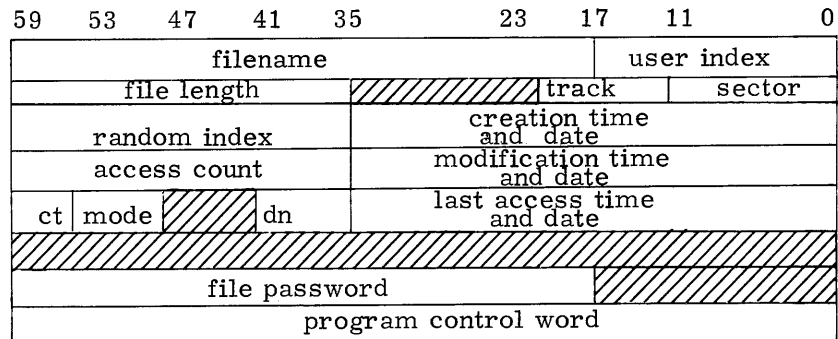 59 53 47 41 35 23 17 11 0
filename user index
file length track sector
random index creation time and date
access count modification time and date
ct mode dn last access time and date
file password
program control word